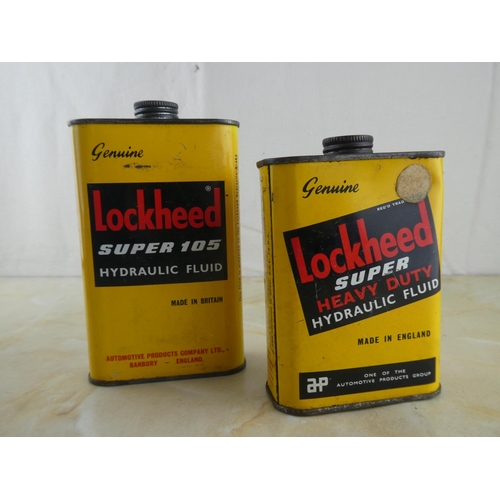 Genuine
Lockheed®
SUPER 105
HYDRAULIC FLUID
MADE IN BRITAIN
AUTOMOTIVE PRODUCTS COMPANY LTD.,
BANBURY — ENGLAND.
Genuine
REG'D TRAD
Lockheed
SUPER
HEAVY DUTY
HYDRAULIC FLUID
MADE IN ENGLAND
ap
ONE OF THE
AUTOMOTIVE PRODUCTS GROUP